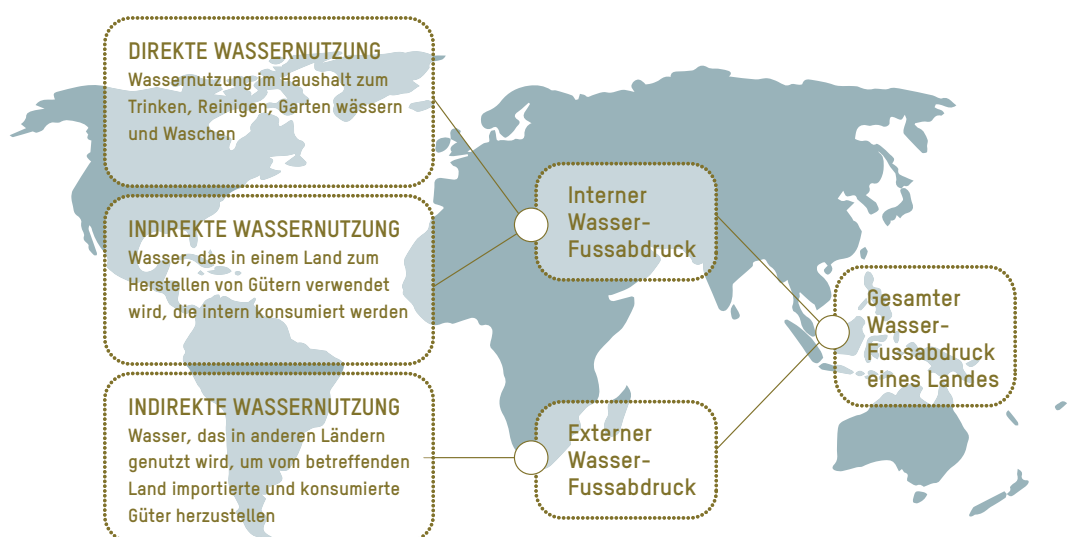 DIREKTE WASSERNUTZUNG
Wassernutzung im Haushalt zum
Trinken, Reinigen, Garten wässern
und Waschen
INDIREKTE WASSERNUTZUNG
Wasser, das in einem Land zum
Herstellen von Gütern verwendet
wird, die intern konsumiert werden
INDIREKTE WASSERNUTZUNG
Wasser, das in anderen Ländern
genutzt wird, um vom betreffenden
Land importierte und konsumierte
Güter herzustellen
Interner
Wasser-
Fussabdruck
Externer
Wasser-
Fussabdruck
Gesamter
Wasser-
Fussabdruck
eines Landes